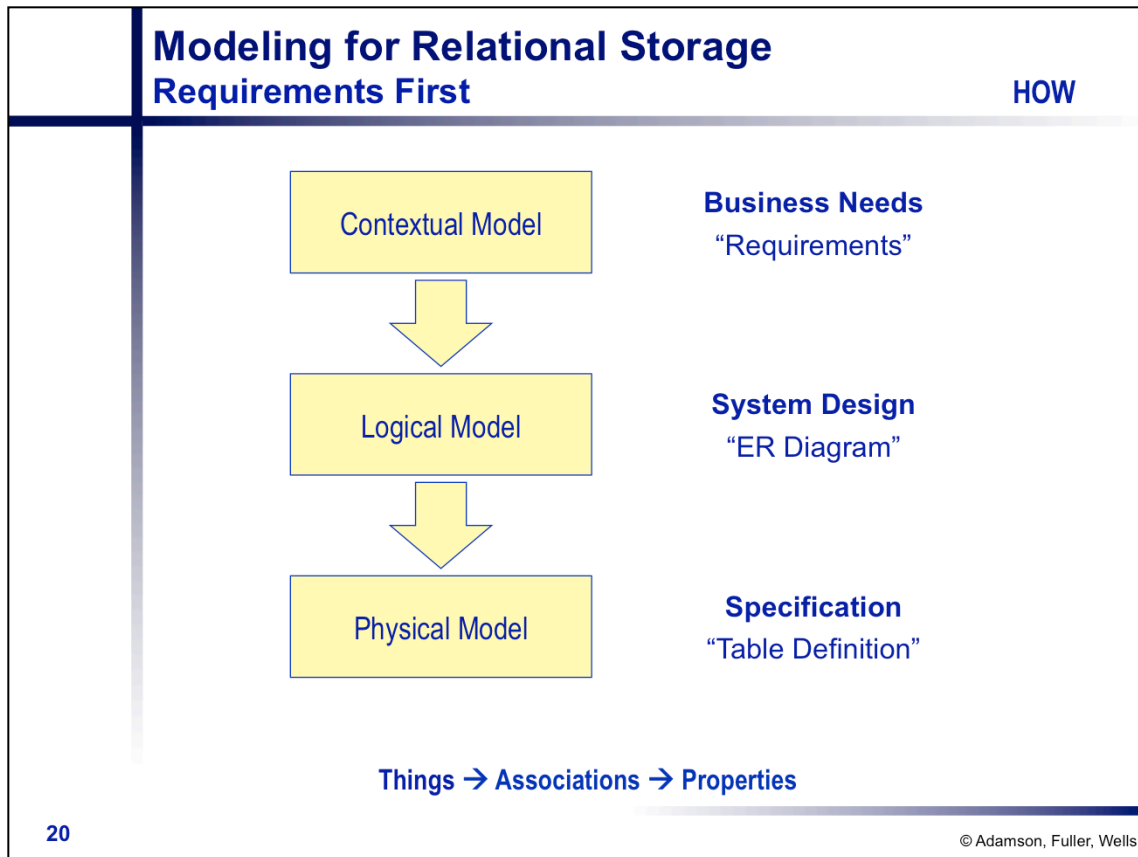 Modeling for Relational Storage
Requirements First
HOW
Contextual Model
Business Needs
“Requirements”
Logical Model
System Design
“ER Diagram”
Physical Model
Specification
“Table Definition”
Things → Associations → Properties
20
© Adamson, Fuller, Wells